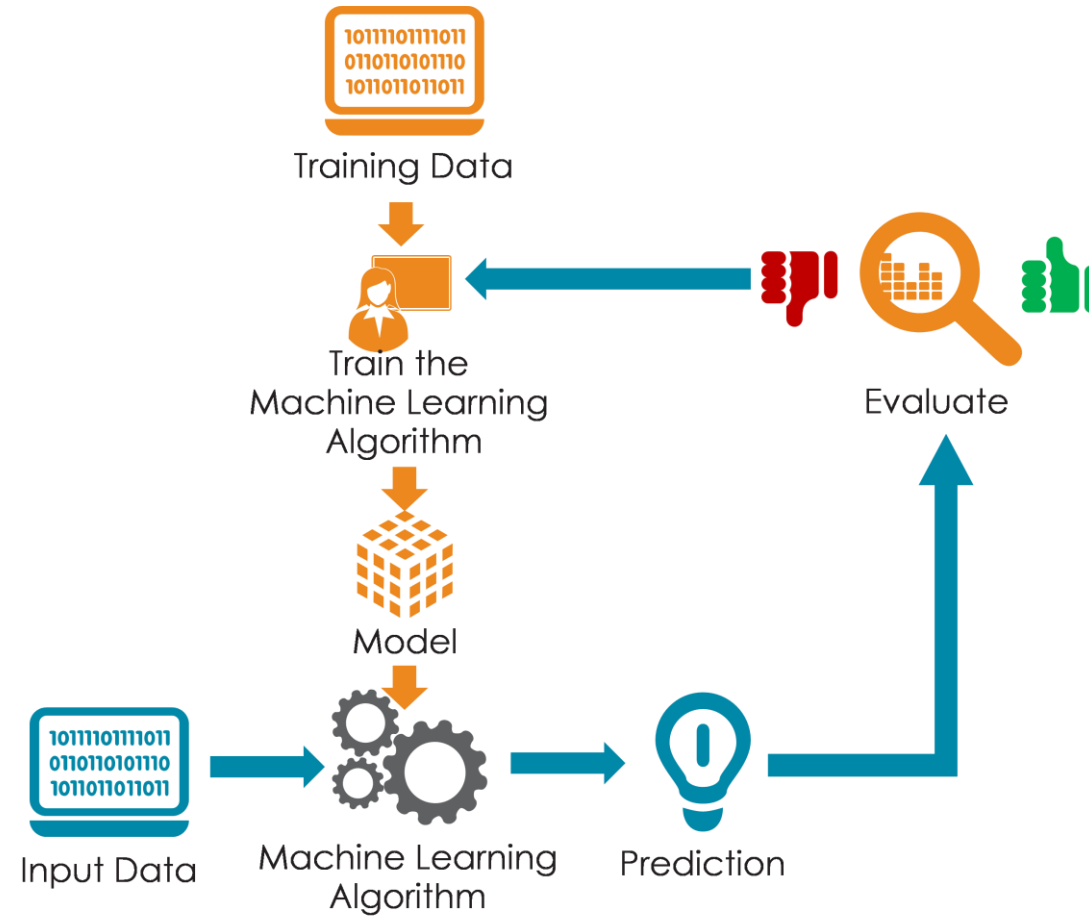 1011110111011
0110110101110
1011011011011
Training Data
Train the
Machine Learning
Algorithm
Evaluate
Model
1011110111011
0110110101110
1011011011011
Input Data
Machine Learning
Algorithm
Prediction